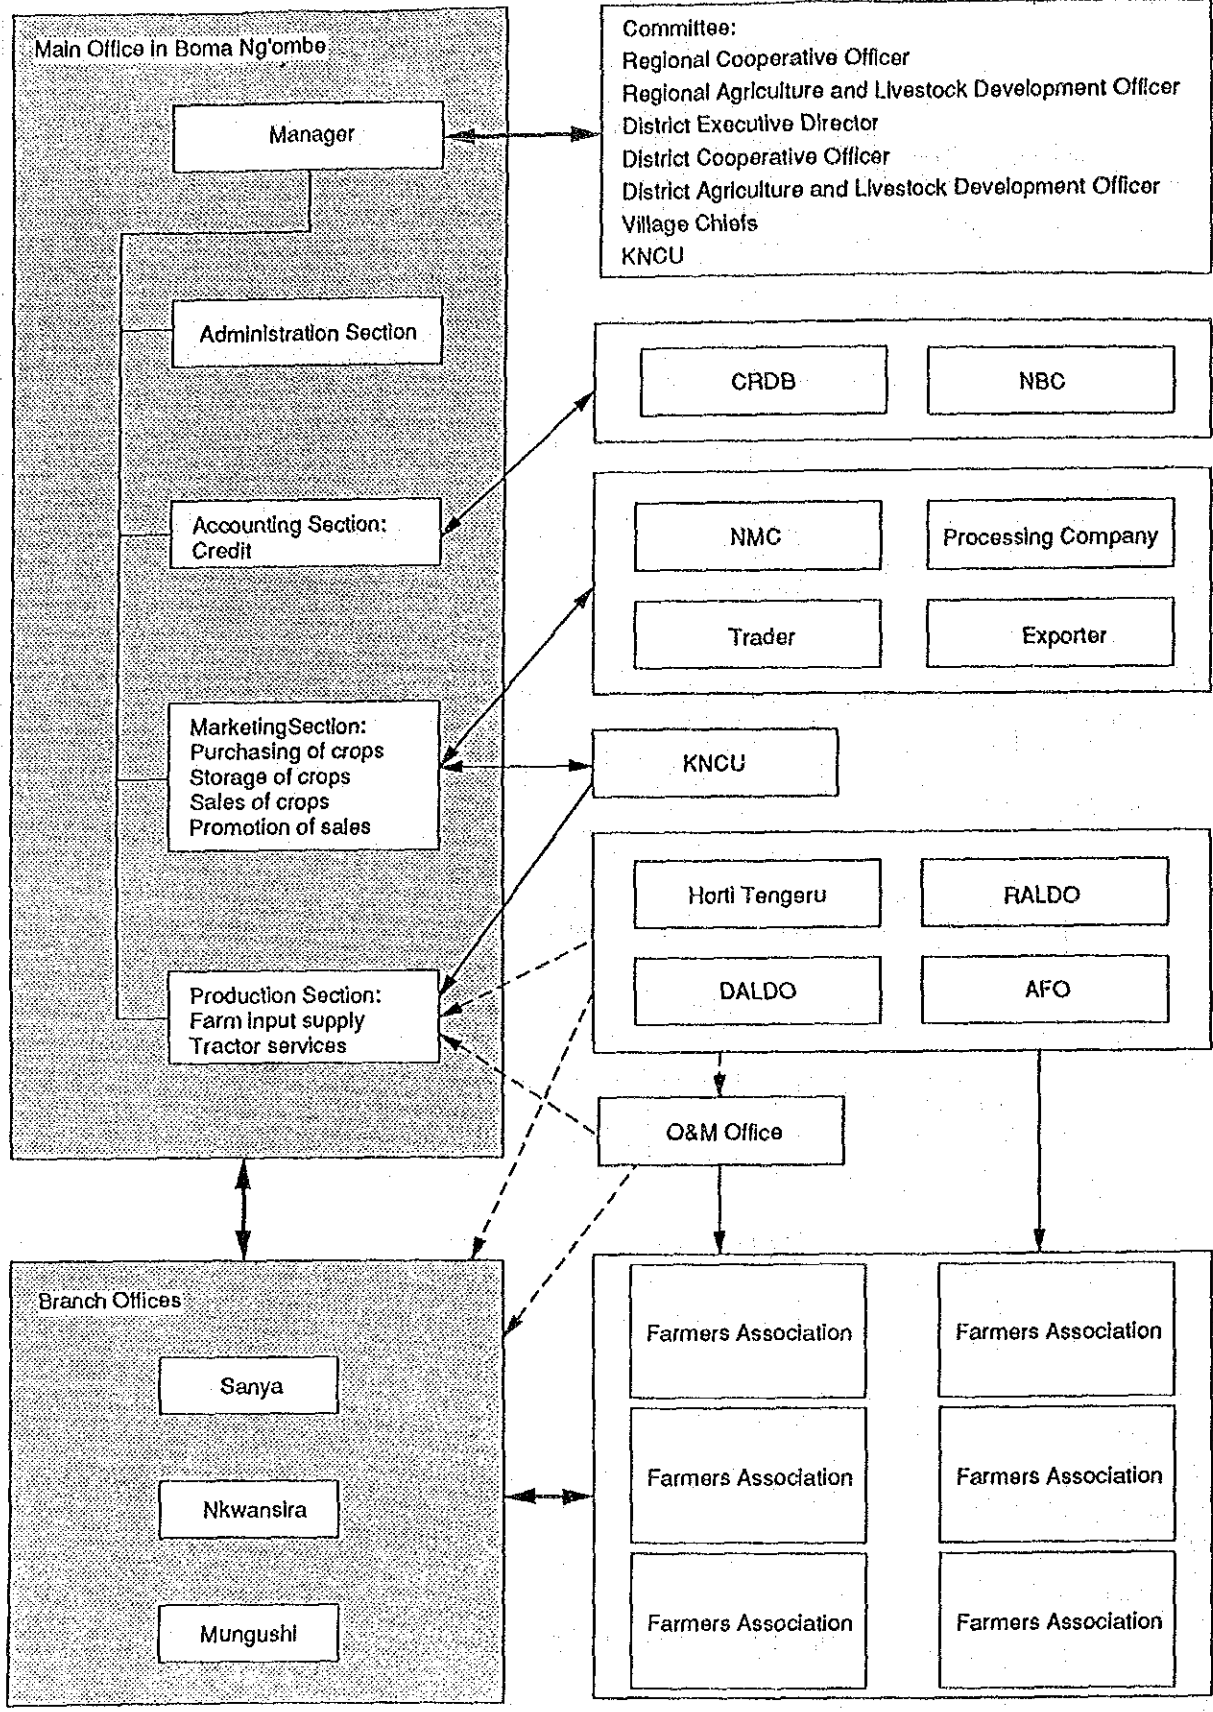 Main Office in Boma Ng'ombe
Manager
Administration Section
Accounting Section:
Credit
MarketingSection:
Purchasing of crops
Storage of crops
Sales of crops
Promotion of sales
Production Section:
Farm Input supply
Tractor services
Committee:
Regional Cooperative Officer
Regional Agriculture and Livestock Development Officer
District Executive Director
District Cooperative Officer
District Agriculture and Livestock Development Officer
Village Chiefs
KNCU
CRDB
NBC
NMC
Processing Company
Trader
Exporter
KNCU
Horti Tengeru
RALDO
DALDO
AFO
O&M Office
Branch Offices
Sanya
Nkwansira
Mungushi
Farmers Association
Farmers Association
Farmers Association
Farmers Association
Farmers Association
Farmers Association